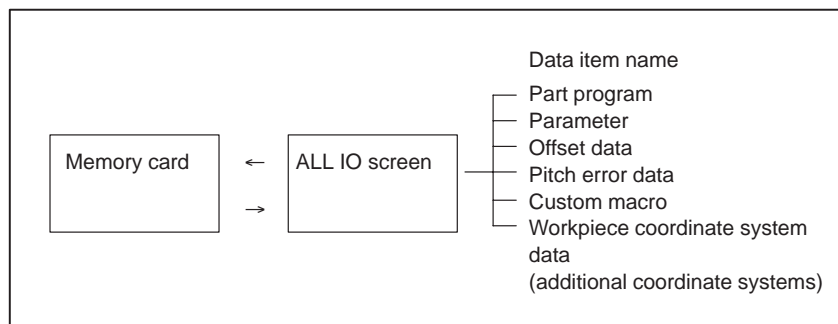 Data item name
Part program
Memory card
←
ALL IO screen
Parameter
Offset data
→
Pitch error data
Custom macro
Workpiece coordinate system
data
(additional coordinate systems)